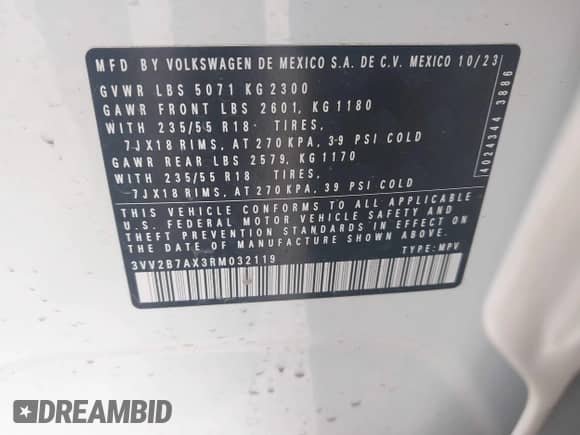 MFD BY VOLKSWAGEN DE MEXICO S.A. DE C.V. MEXICO 10/23
GVWR LBS 5071 KG 2300
GAWR FRONT LBS 2601, KG 1180
WITH 235/55 R18 TIRES,
7JX18 RIMS, AT 270 KPA, 39 PSI COLD
GAWR REAR LBS 2579, KG 1170
WITH 235/55 R18 TIRES,
7JX18 RIMS, AT 270 KPA, 39 PSI COLD
THIS VEHICLE CONFORMS TO ALL APPLICABLE
U.S. FEDERAL MOTOR VEHICLE SAFETY AND
THEFT PREVENTION STANDARDS IN EFFECT ON
THE DATE OF MANUFACTURE SHOWN ABOVE.
3VV2B7AX3RM032119 TYPE: MPV
4024344 3886
DREAMBID